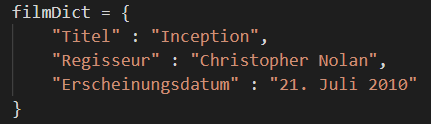 filmDict = {
    "Titel" : "Inception",
    "Regisseur" : "Christopher Nolan",
    "Erscheinungsdatum" : "21. Juli 2010"
}